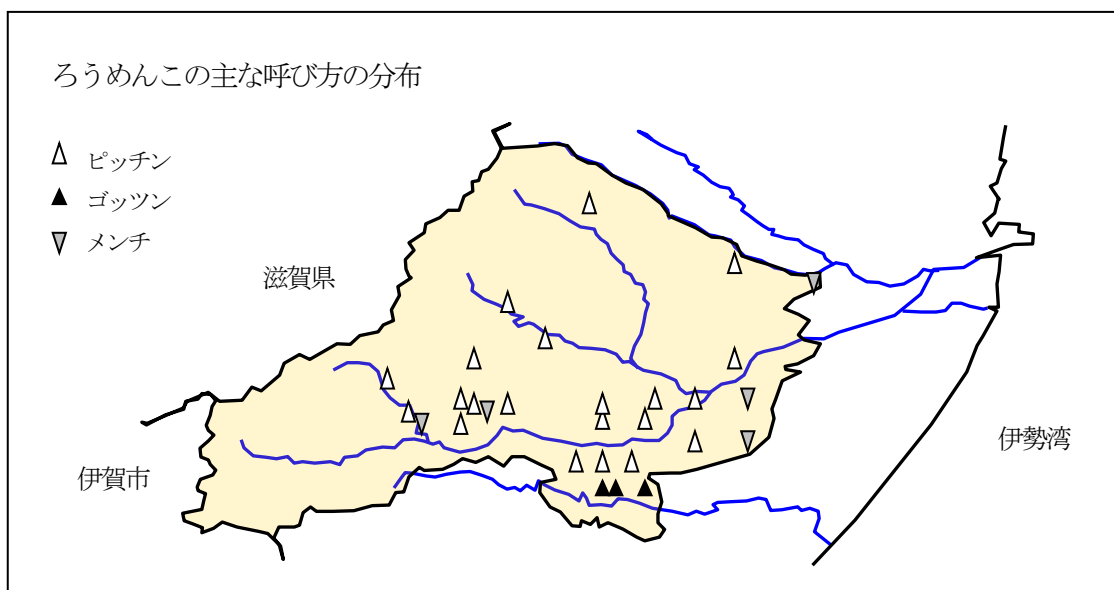 ろうめんこの主な呼び方の分布
ピッチン
ゴッツン
メンチ
滋賀県
伊勢湾
伊賀市